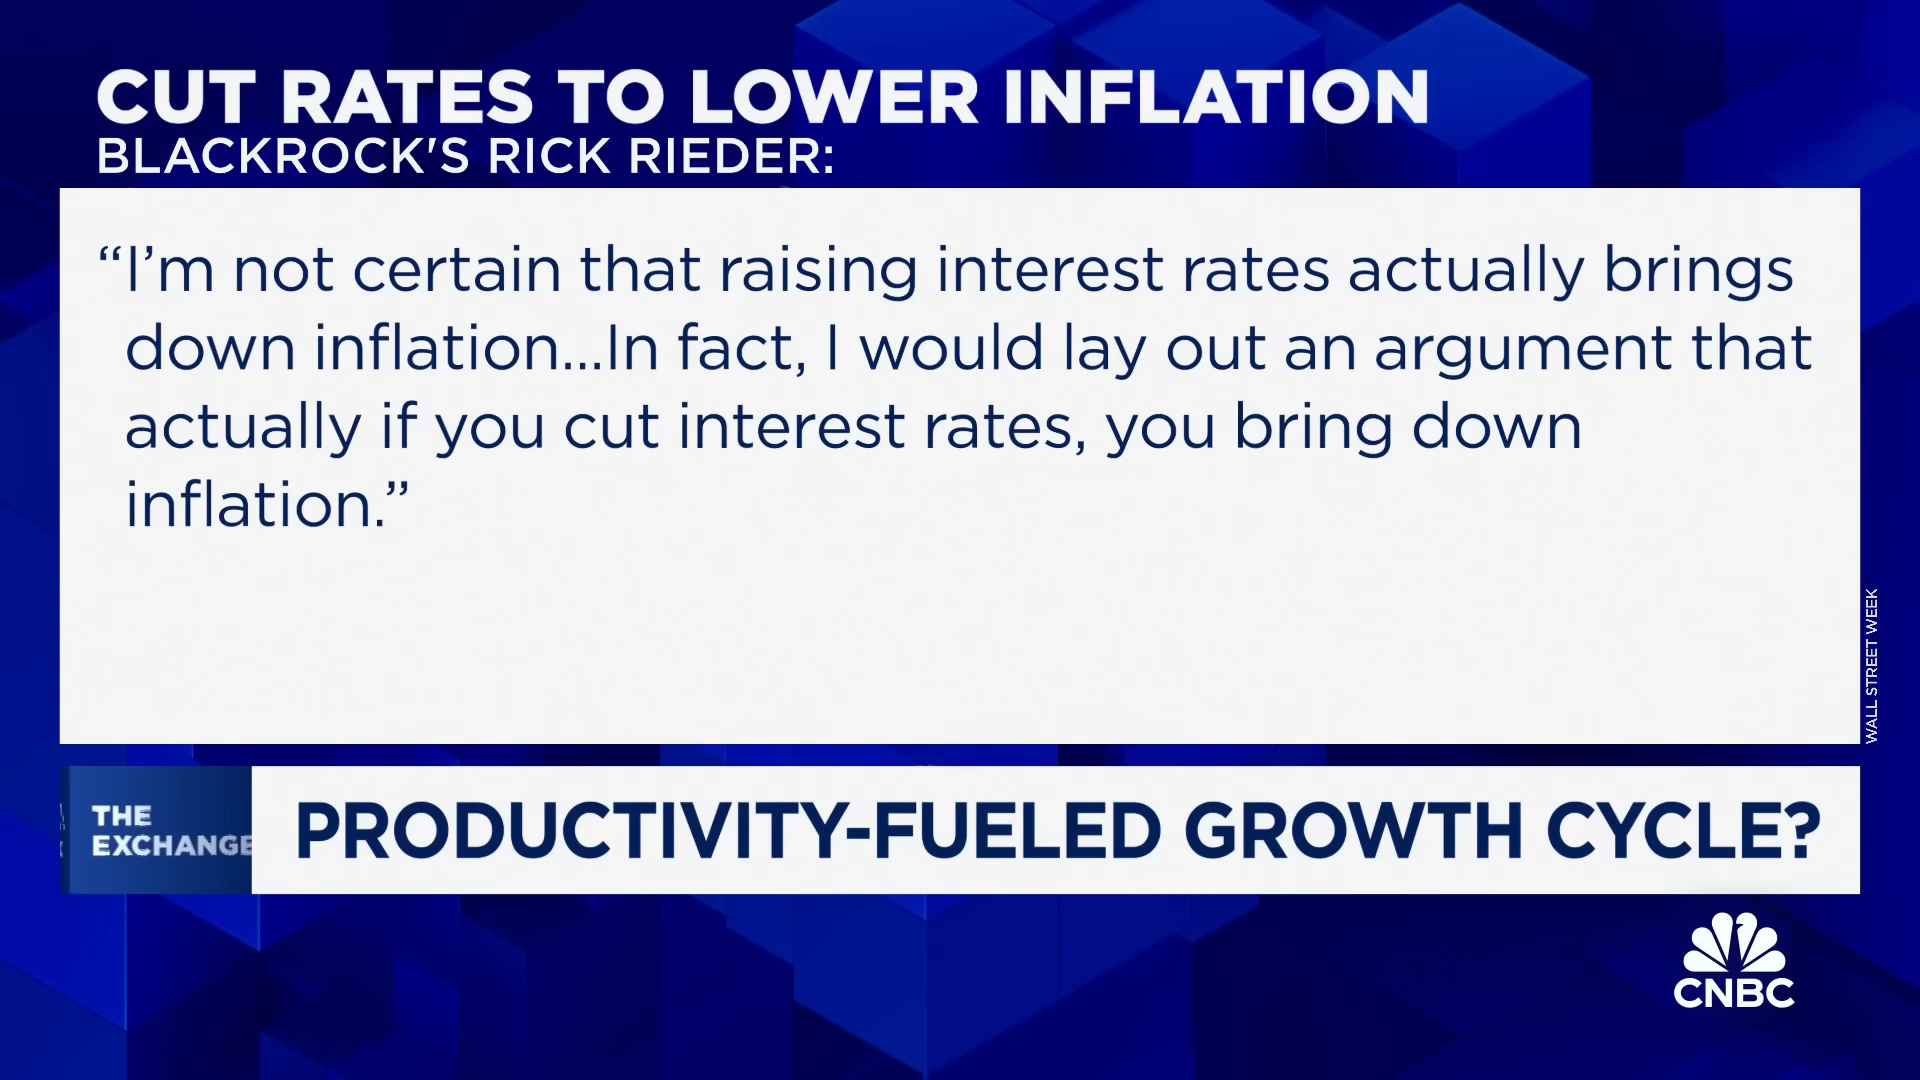 CUT RATES TO LOWER INFLATION
BLACKROCK'S RICK RIEDER:
“I’m not certain that raising interest rates actually brings
down inflation...In fact, I would lay out an argument that
actually if you cut interest rates, you bring down
inflation.”
WALL STREET WEEK
THE
EXCHANGE
PRODUCTIVITY-FUELED GROWTH CYCLE?
CNBC